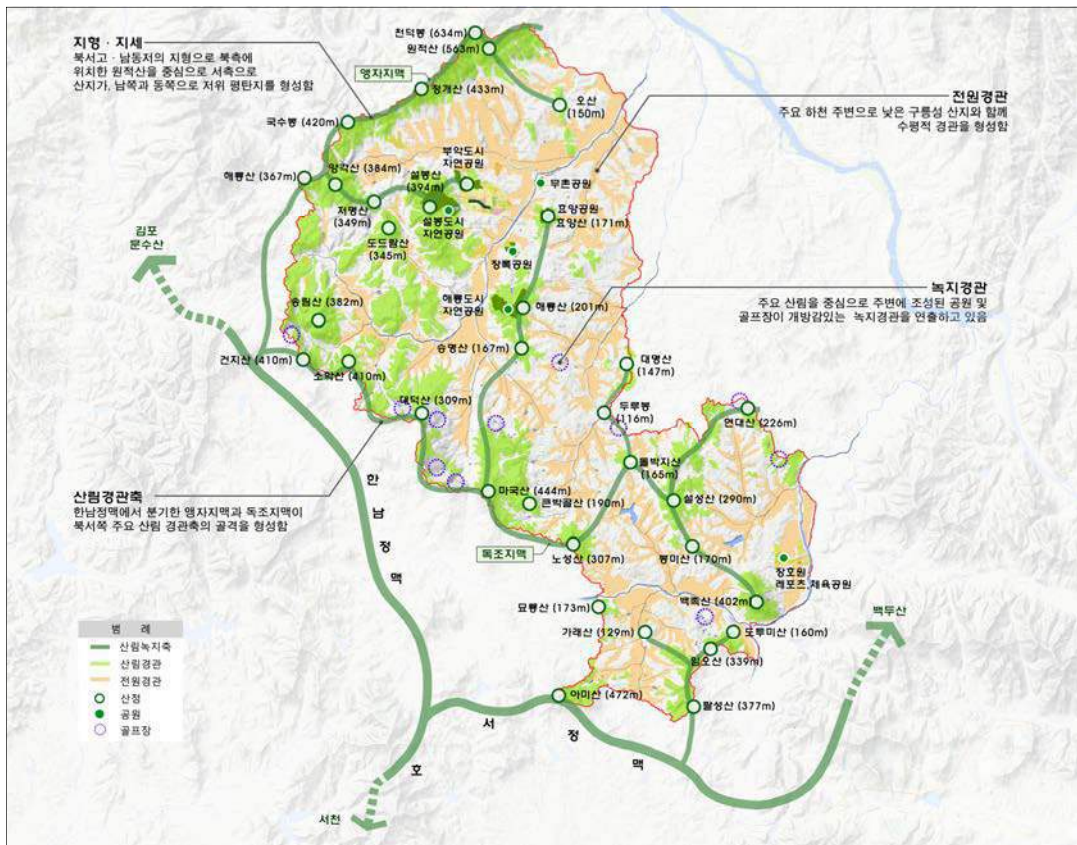 지형 · 지세
북서고 · 남동저의 지형으로 북측에
위치한 원적산을 중심으로 서측으로
산지가, 남쪽과 동쪽으로 저위 평탄지를 형성함
천덕봉 (634m)
원적산 (563m)
앵자지맥
정개산 (433m)
오산
(150m)
전원경관
주요 하천 주변으로 낮은 구릉성 산지와 함께
수평적 경관을 형성함
국수봉 (420m)
해룡산 (367m)
앙각산 (384m)
부악도시
자연공원
설봉산
(394m)
저명산
(349m)
설봉도시
자연공원
도드람산
(345m)
무촌공원
효양공원
효양산 (171m)
장록공원
김포
문수산
송림산 (382m)
해룡도시
자연공원
해룡산 (201m)
녹지경관
주요 산림을 중심으로 주변에 조성된 공원 및
골프장이 개방감있는 녹지경관을 연출하고 있음
건지산 (410m)
소학산 (410m)
송명산 (167m)
대명산
(147m)
대덕산 (309m)
두루봉
(116m)
연대산 (226m)
산림경관축
한남정맥에서 분기한 앵자지맥과 독조지맥이
북서쪽 주요 산림 경관축의 골격을 형성함
한남정맥
마국산 (444m)
큰박골산 (190m)
돌박지산
(165m)
설성산 (290m)
독조지맥
노성산 (307m)
봉미산 (170m)
장호원
레포츠,체육공원
묘룡산 (173m)
백족산 (402m)
가래산 (129m)
도투미산 (160m)
임오산 (339m)
백두산
범 례
산림녹지축
산림경관
전원경관
산정
공원
골프장
아미산 (472m)
팔성산 (377m)
호서정맥
서천